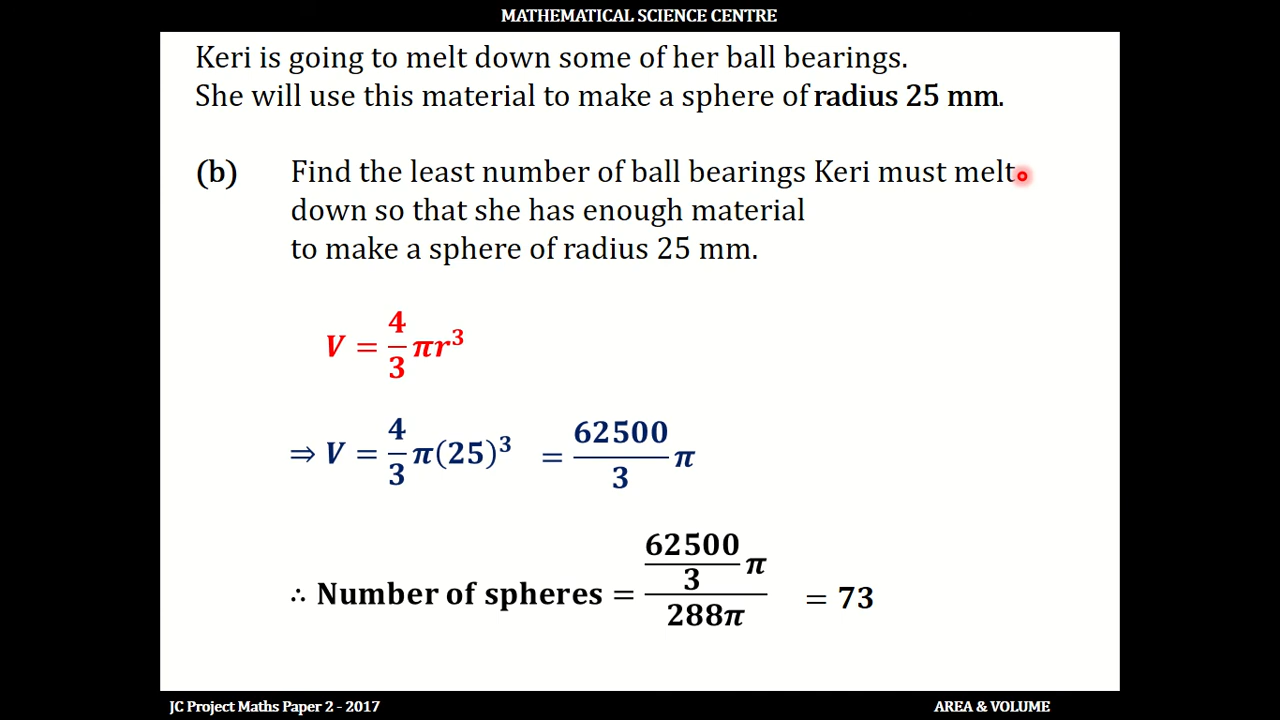 MATHEMATICAL SCIENCE CENTRE
Keri is going to melt down some of her ball bearings.
She will use this material to make a sphere of radius 25 mm.
(b) Find the least number of ball bearings Keri must melt
down so that she has enough material
to make a sphere of radius 25 mm.
V = 4/3 πr³
⇒ V = 4/3 π(25)³ = 62500/3 π
∴ Number of spheres = (62500/3 π)/(288π) = 73
JC Project Maths Paper 2 - 2017
AREA & VOLUME